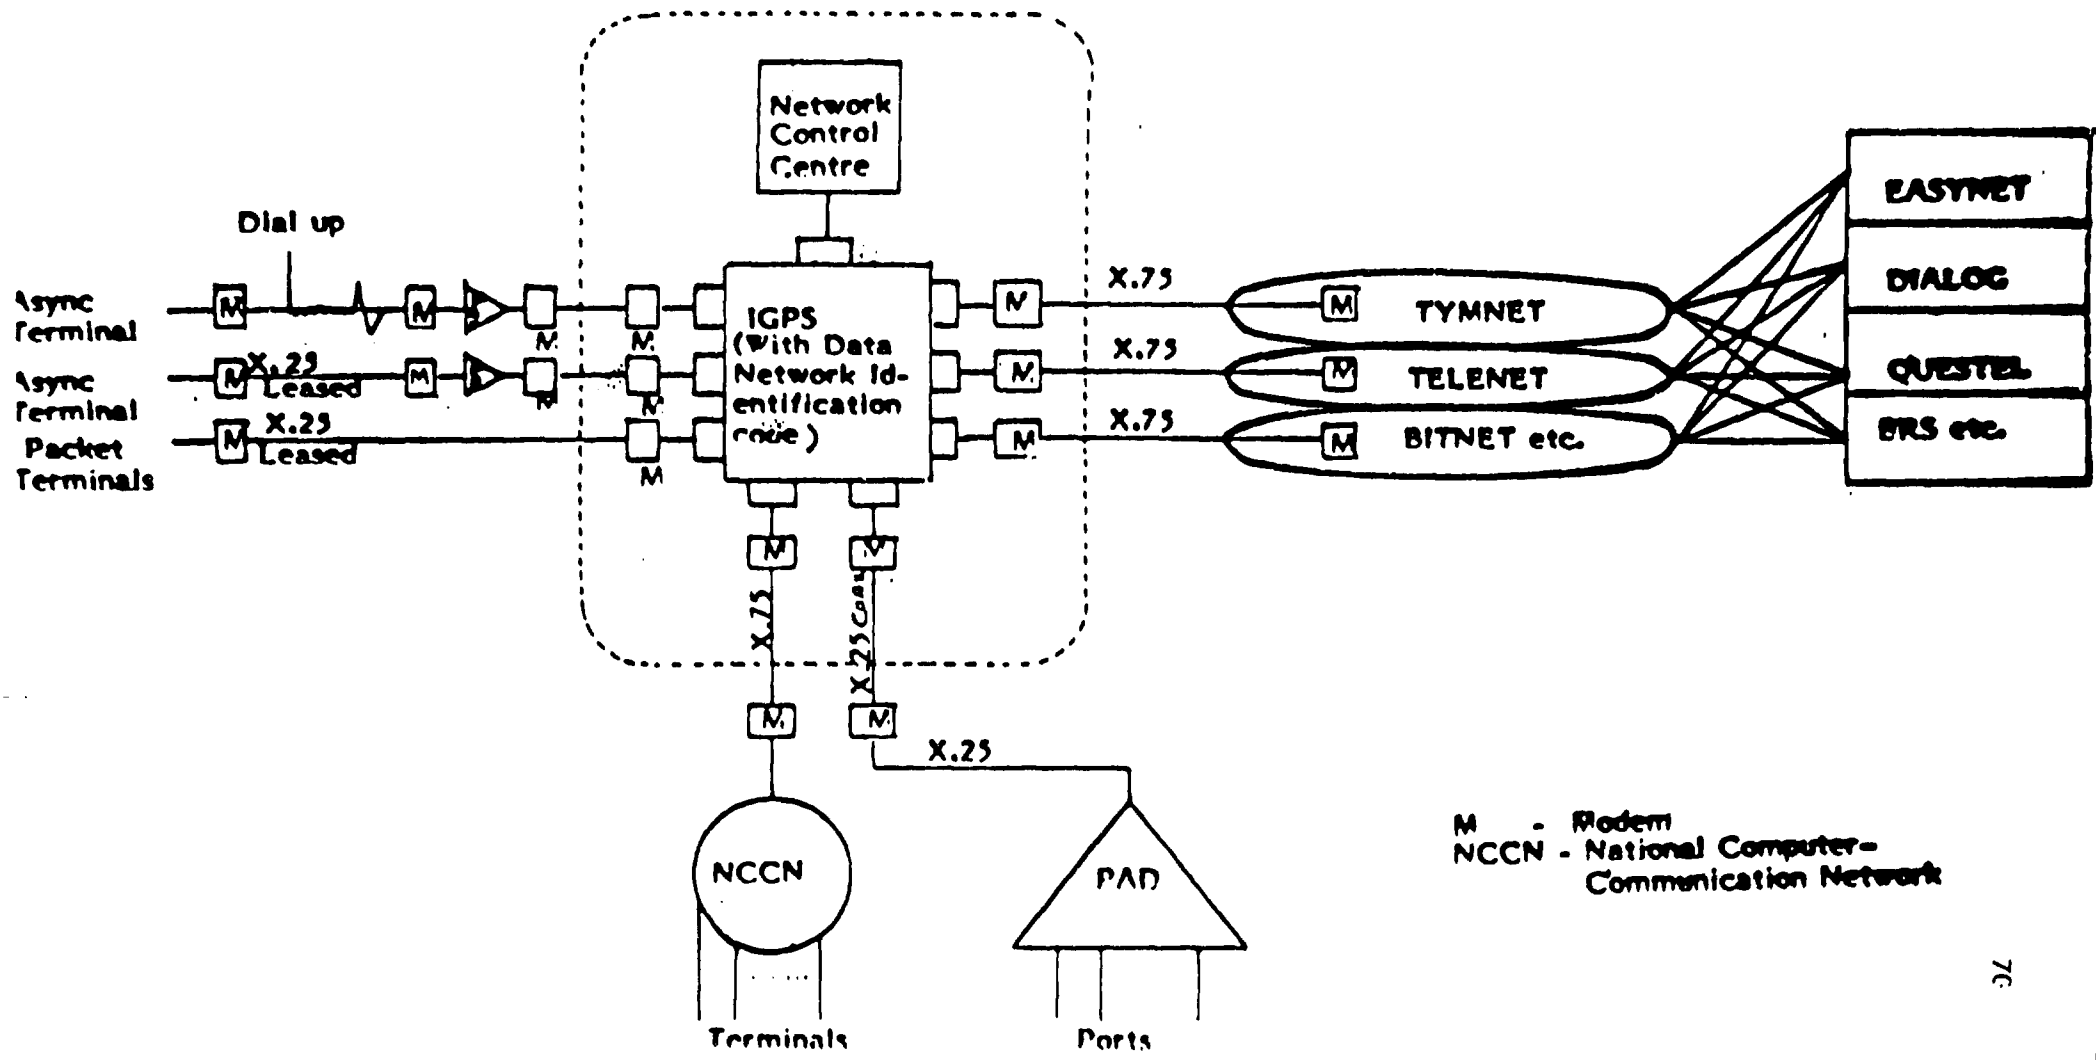 Network
Control
Centre
Dial up
Async
Terminal
M
M
M
M
X.25
Leased
Async
Terminal
M
M
M
M
X.25
Leased
Packet
Terminals
M
M
IGPS
(With Data
Network Id-
entification
code)
M
X.75
M
TYMNET
M
X.75
M
TELENET
M
X.75
M
BITNET etc.
EASYNET
DIALOG
QUESTEL
BRS etc.
M
M
X.75
X.25
M
M
X.25
NCCN
PAD
Terminals
Ports
M - Modem
NCCN - National Computer-
Communication Network